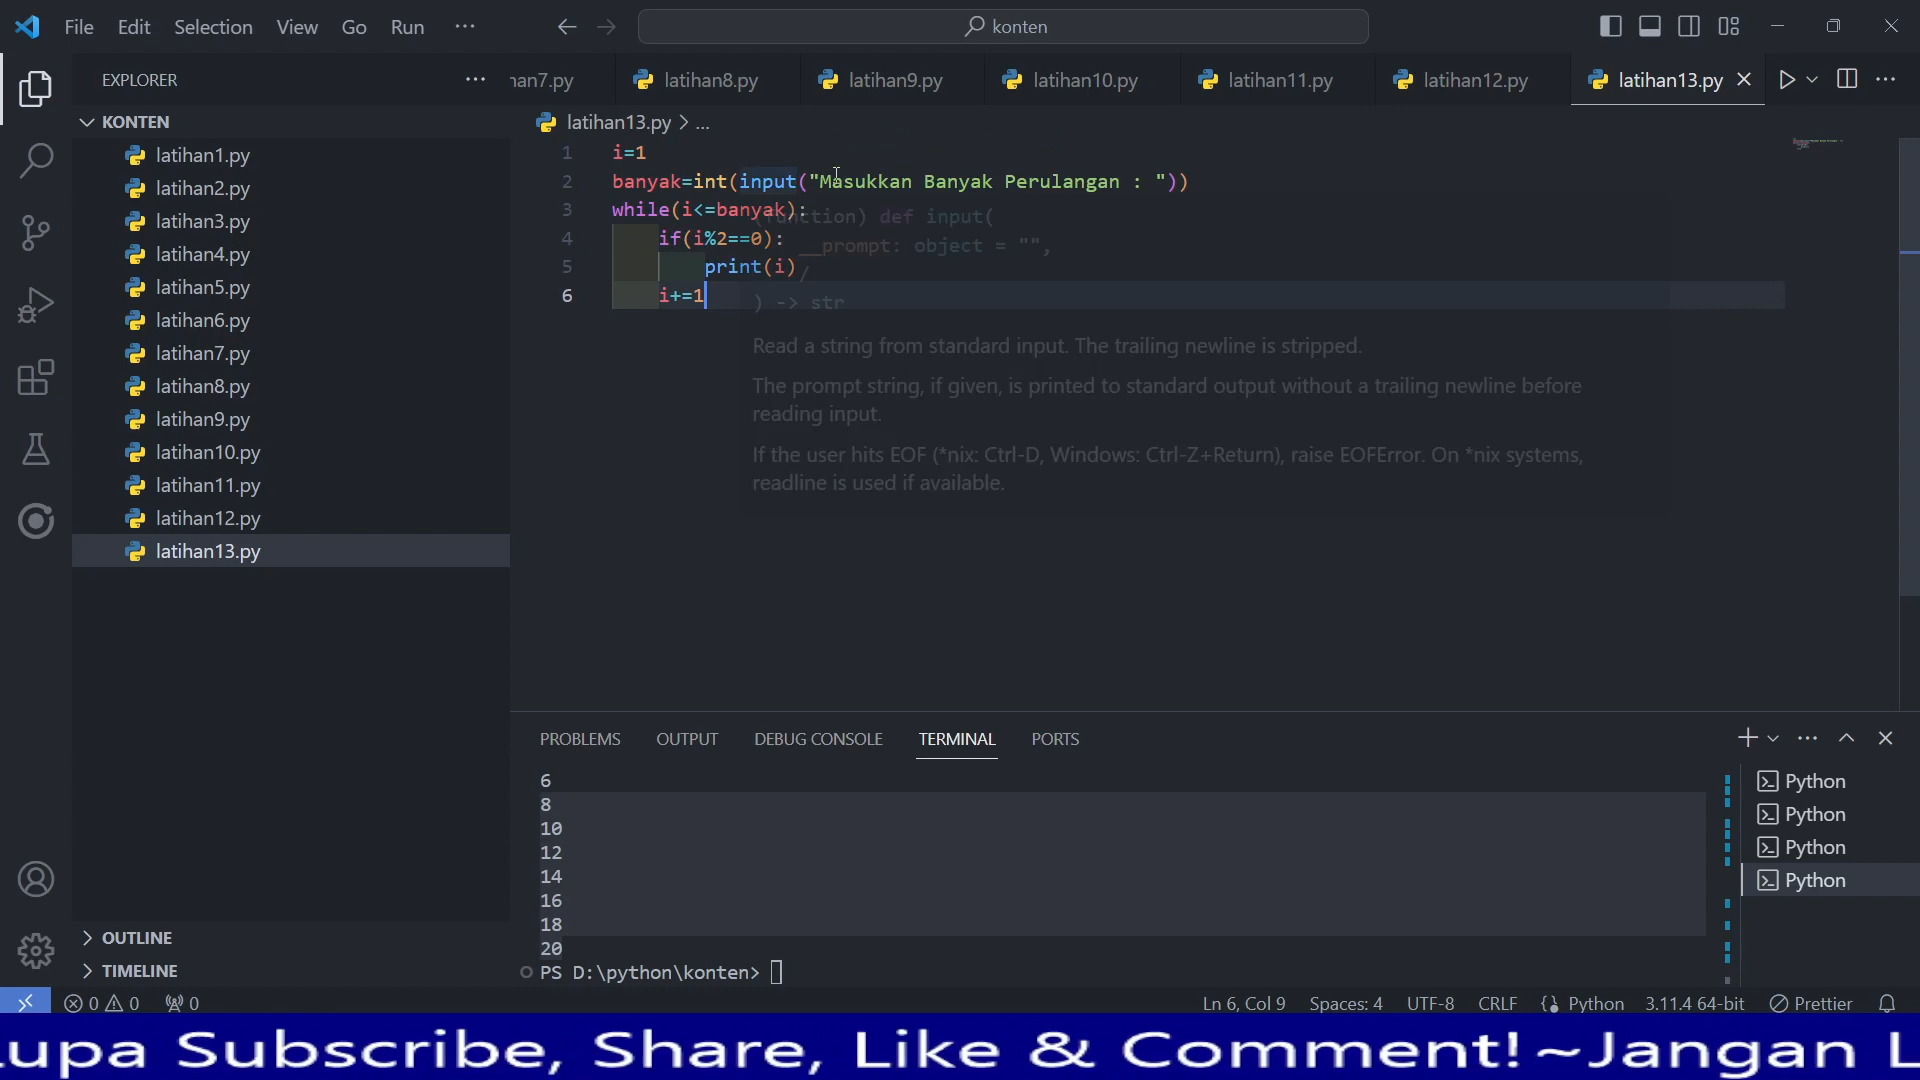 File Edit Selection View Go Run
konten
EXPLORER
han7.py latihan8.py latihan9.py latihan10.py latihan11.py latihan12.py latihan13.py
KONTEN
latihan1.py
latihan2.py
latihan3.py
latihan4.py
latihan5.py
latihan6.py
latihan7.py
latihan8.py
latihan9.py
latihan10.py
latihan11.py
latihan12.py
latihan13.py
OUTLINE
TIMELINE
latihan13.py > ...
1 i=1
2 banyak=int(input("Masukkan Banyak Perulangan : "))
3 while(i<=banyak):
4 if(i%2==0):
5 print(i)
6 i+=1
(function) def input(
__prompt: object = "",
/
) -> str
Read a string from standard input. The trailing newline is stripped.
The prompt string, if given, is printed to standard output without a trailing newline before
reading input.
If the user hits EOF (*nix: Ctrl-D, Windows: Ctrl-Z+Return), raise EOFError. On *nix systems,
readline is used if available.
PROBLEMS OUTPUT DEBUG CONSOLE TERMINAL PORTS
6
8
10
12
14
16
18
20
PS D:\python\konten>
Python
Python
Python
Python
0 0 0
Ln 6, Col 9 Spaces: 4 UTF-8 CRLF Python 3.11.4 64-bit Prettier
upa Subscribe, Share, Like & Comment! ~Jangan L